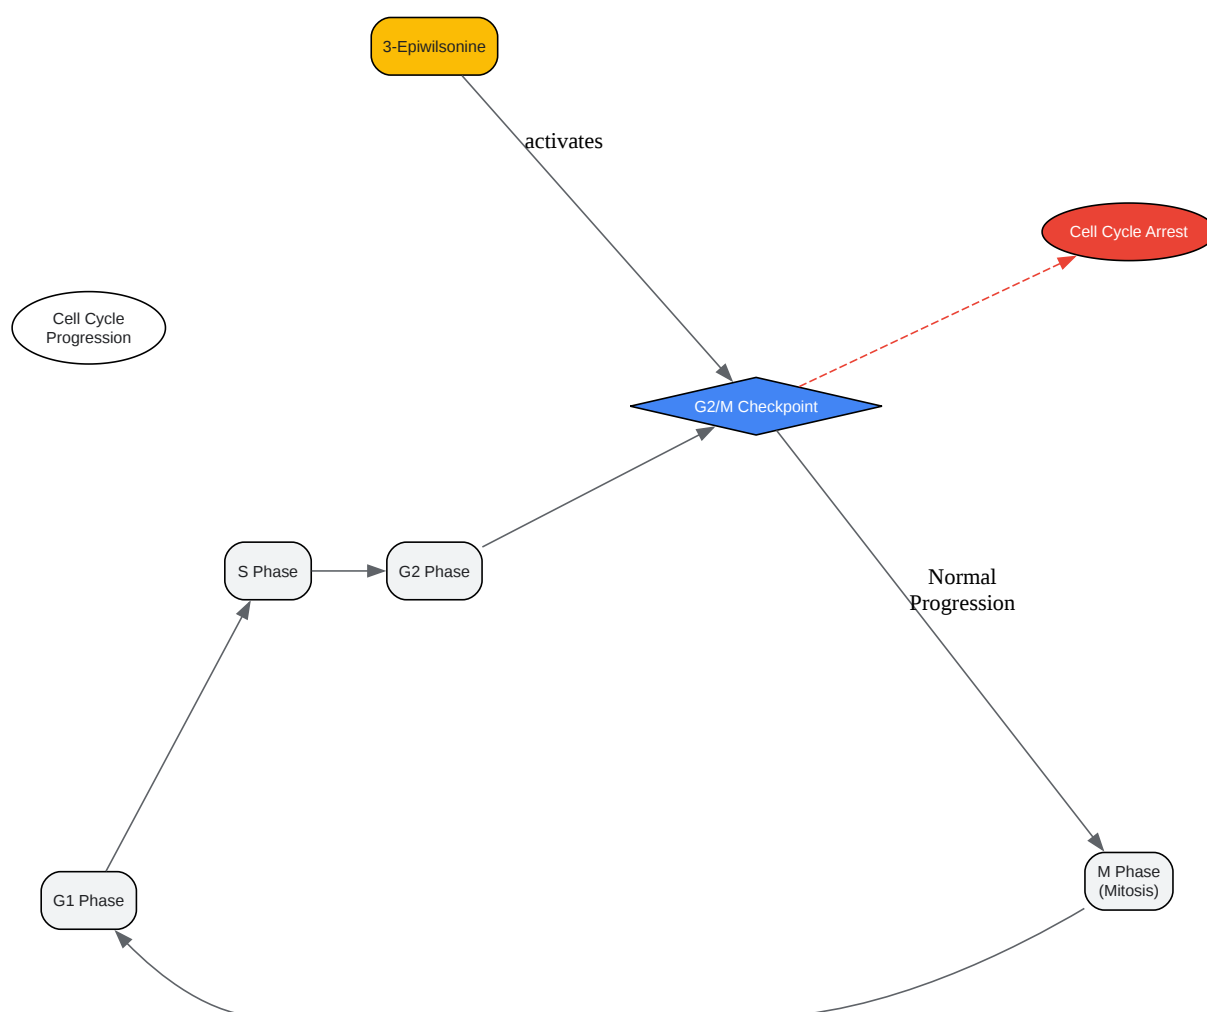 3-Epiwilsonine
activates
Cell Cycle Arrest
Cell Cycle
Progression
G2/M Checkpoint
S Phase
G2 Phase
Normal
Progression
M Phase
(Mitosis)
G1 Phase